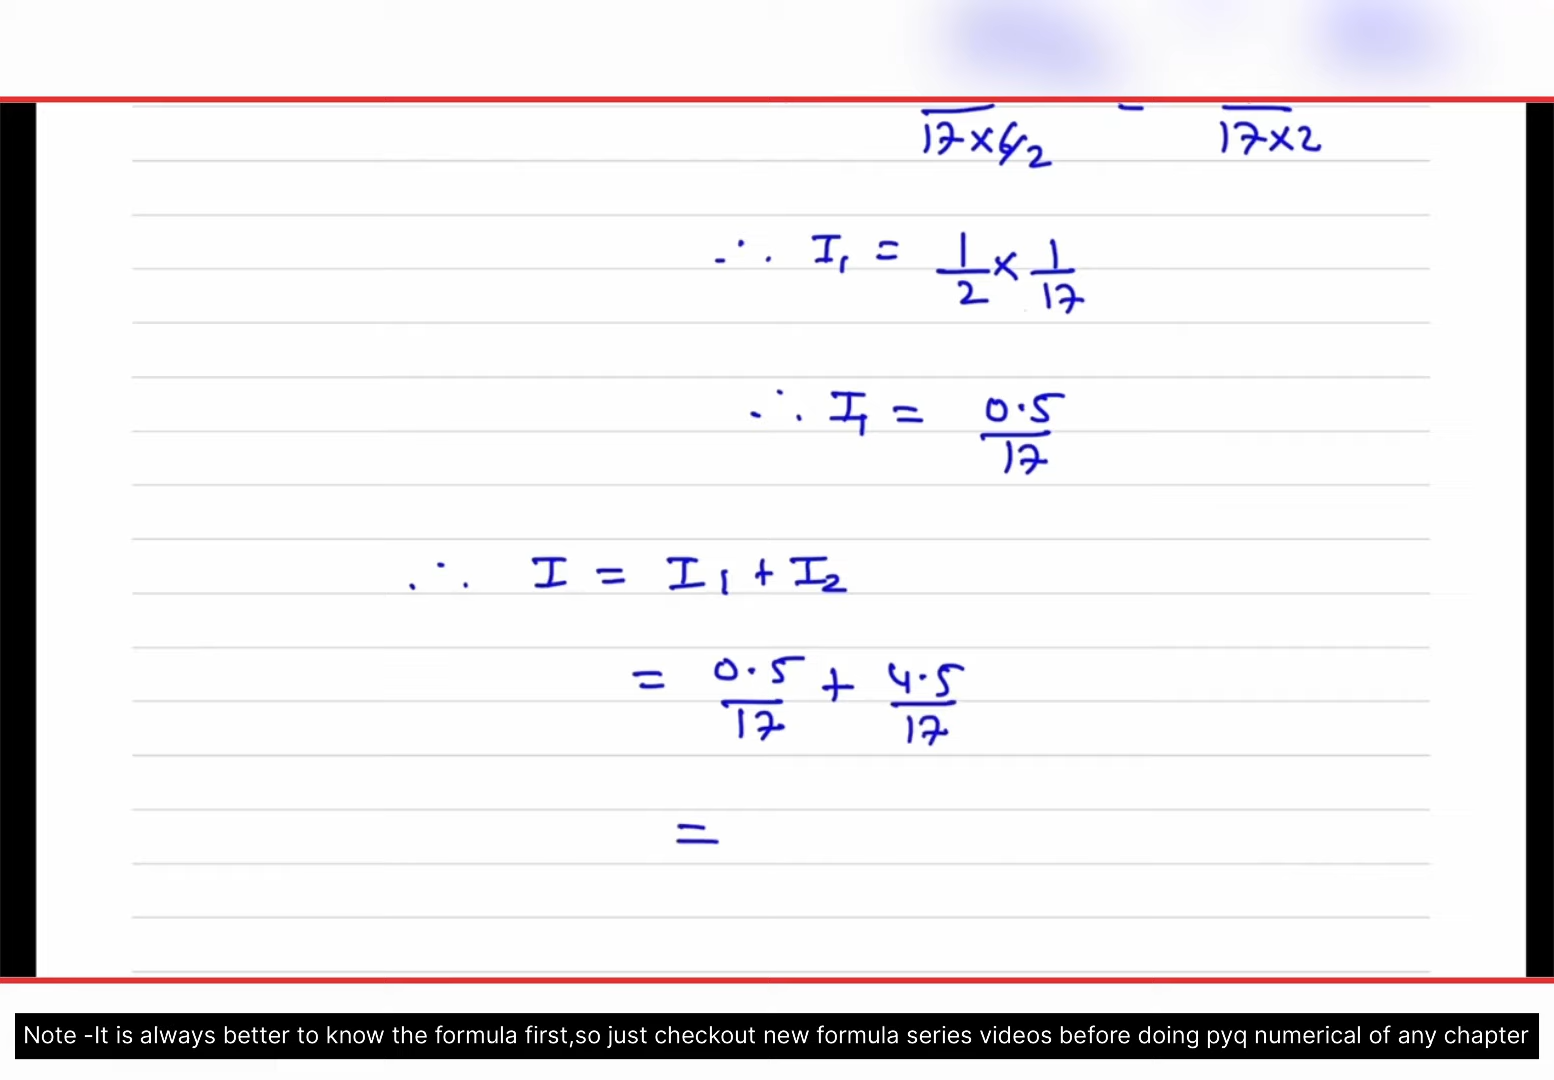 17×6/2 = 17×2
∴ I₁ = 1/2 × 1/17
∴ I₁ = 0.5/17
∴ I = I₁ + I₂
= 0.5/17 + 4.5/17
=
Note -It is always better to know the formula first,so just checkout new formula series videos before doing pyq numerical of any chapter